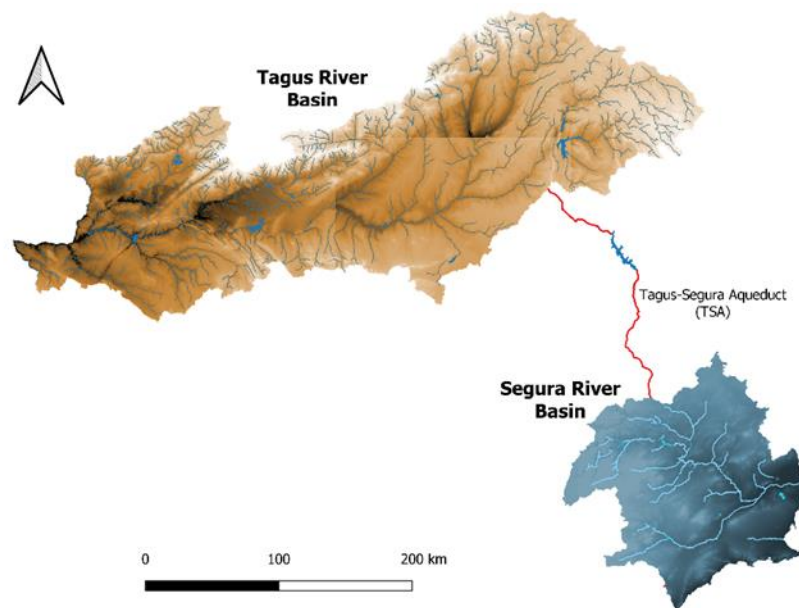 Tagus River
Basin
Tagus-Segura Aqueduct
(TSA)
Segura River
Basin
0 100 200 km